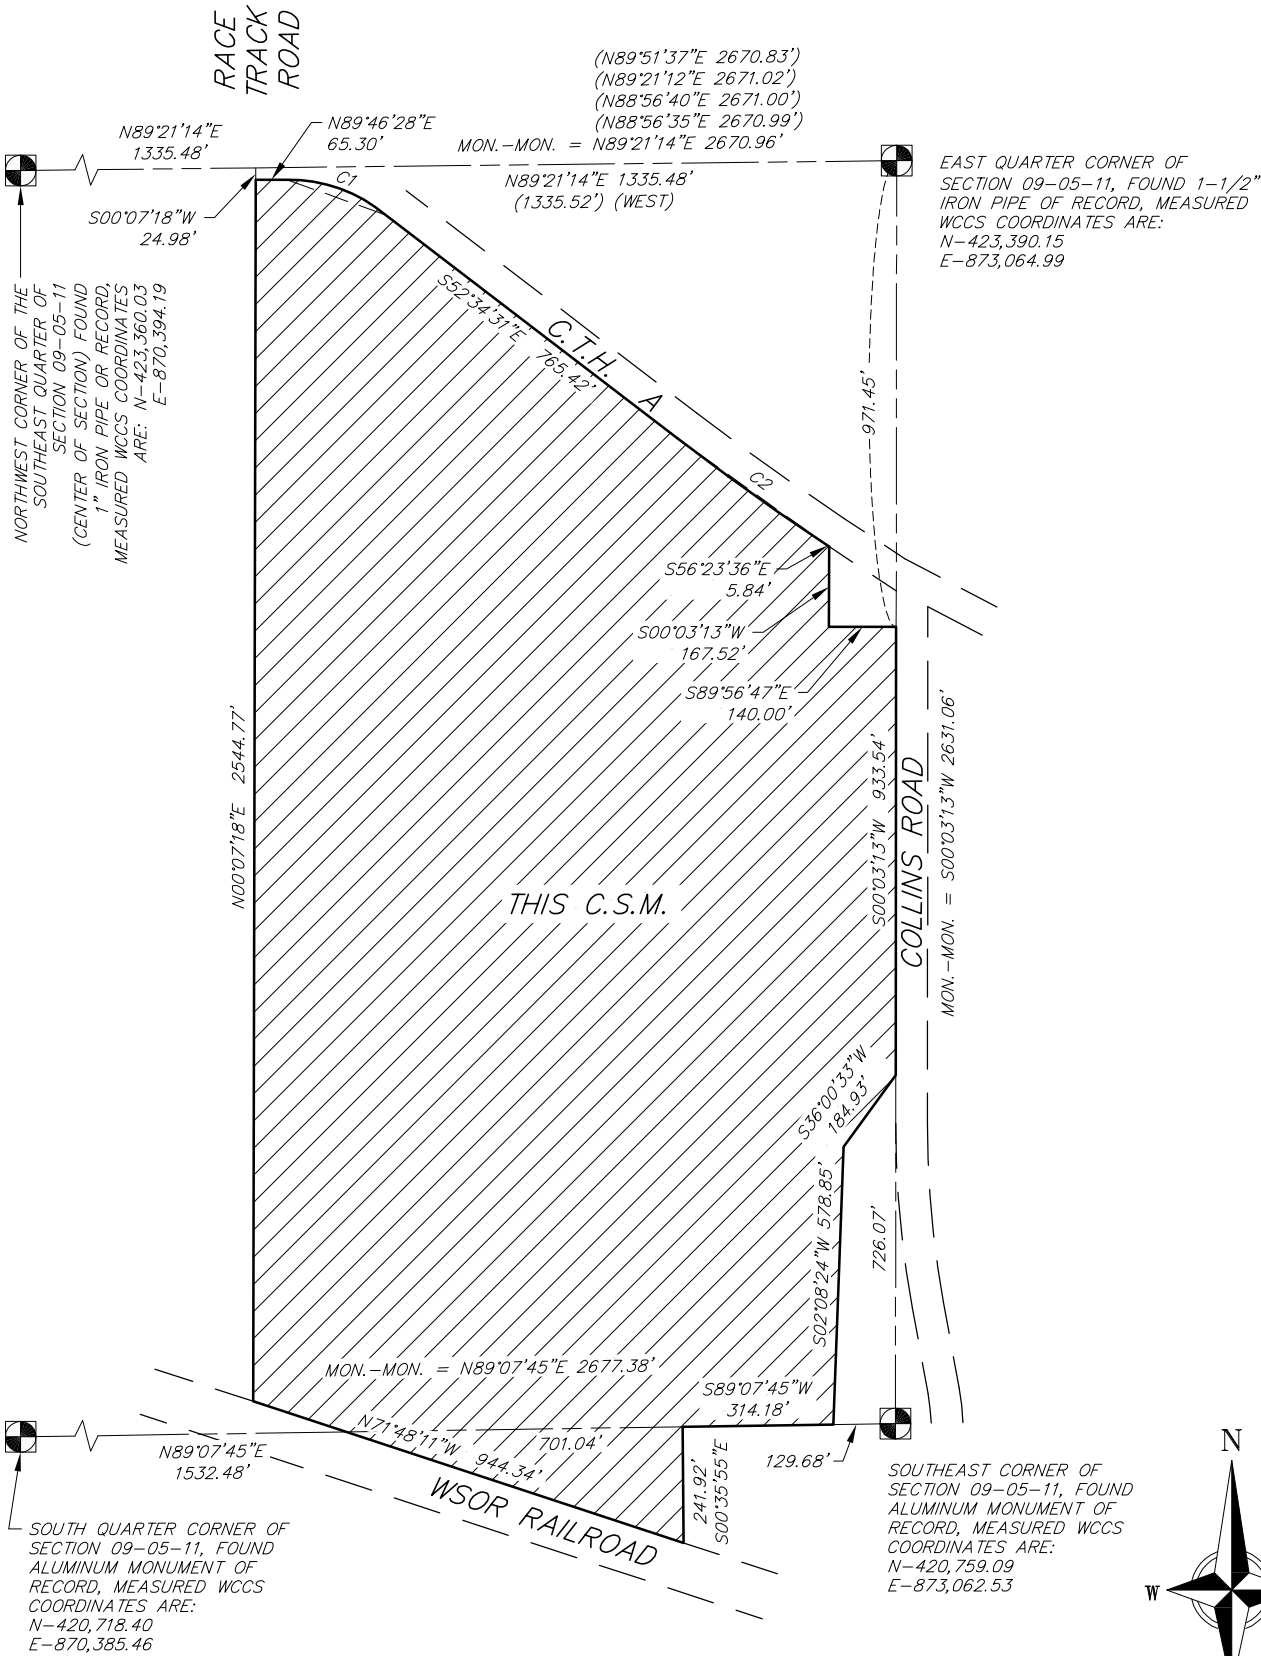 RACE
TRACK
ROAD
(N89°51'37"E 2670.83')
(N89°21'12"E 2671.02')
(N88°56'40"E 2671.00')
(N88°56'35"E 2670.99')
MON.-MON. = N89°21'14"E 2670.96'
N89°21'14"E
1335.48'
N89°46'28"E
65.30'
N89°21'14"E 1335.48'
(1335.52') (WEST)
EAST QUARTER CORNER OF
SECTION 09-05-11, FOUND 1-1/2"
IRON PIPE OF RECORD, MEASURED
WCCS COORDINATES ARE:
N-423,390.15
E-873,064.99
C1
S00°07'18"W
24.98'
NORTHWEST CORNER OF THE
SOUTHEAST QUARTER OF
SECTION 09-05-11
(CENTER OF SECTION) FOUND
1" IRON PIPE OR RECORD,
MEASURED WCCS COORDINATES
ARE: N-423,360.03
E-870,394.19
S52°34'31"E 765.42'
C.T.H. A
971.45'
C2
S56°23'36"E
5.84'
S00°03'13"W
167.52'
S89°56'47"E
140.00'
N00°07'18"E 2544.77'
S00°03'13"W 933.54'
COLLINS ROAD
MON.-MON. = S00°03'13"W 2631.06'
THIS C.S.M.
S36°00'33"W
184.93'
S02°08'24"W 578.85'
726.07'
MON.-MON. = N89°07'45"E 2677.38'
S89°07'45"W
314.18'
N89°07'45"E
1532.48'
N71°48'11"W 944.34'
701.04'
241.92'
S00°35'55"E
129.68'
WSOR RAILROAD
SOUTH QUARTER CORNER OF
SECTION 09-05-11, FOUND
ALUMINUM MONUMENT OF
RECORD, MEASURED WCCS
COORDINATES ARE:
N-420,718.40
E-870,385.46
SOUTHEAST CORNER OF
SECTION 09-05-11, FOUND
ALUMINUM MONUMENT OF
RECORD, MEASURED WCCS
COORDINATES ARE:
N-420,759.09
E-873,062.53
N
W